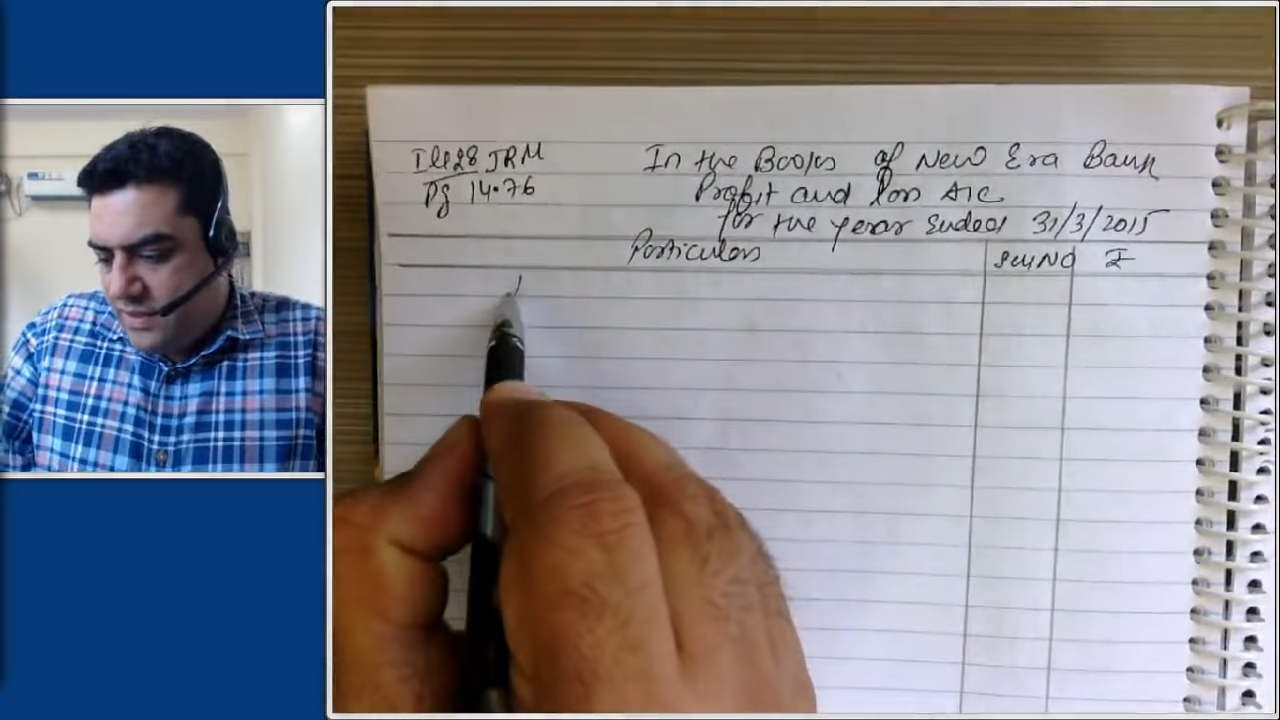 Ill 28 JRM
Pg 14.76
In the Books of New Era Bank
Profit and loss A/c
for the year Ended 31/3/2015
Particulars Sch NO ₹